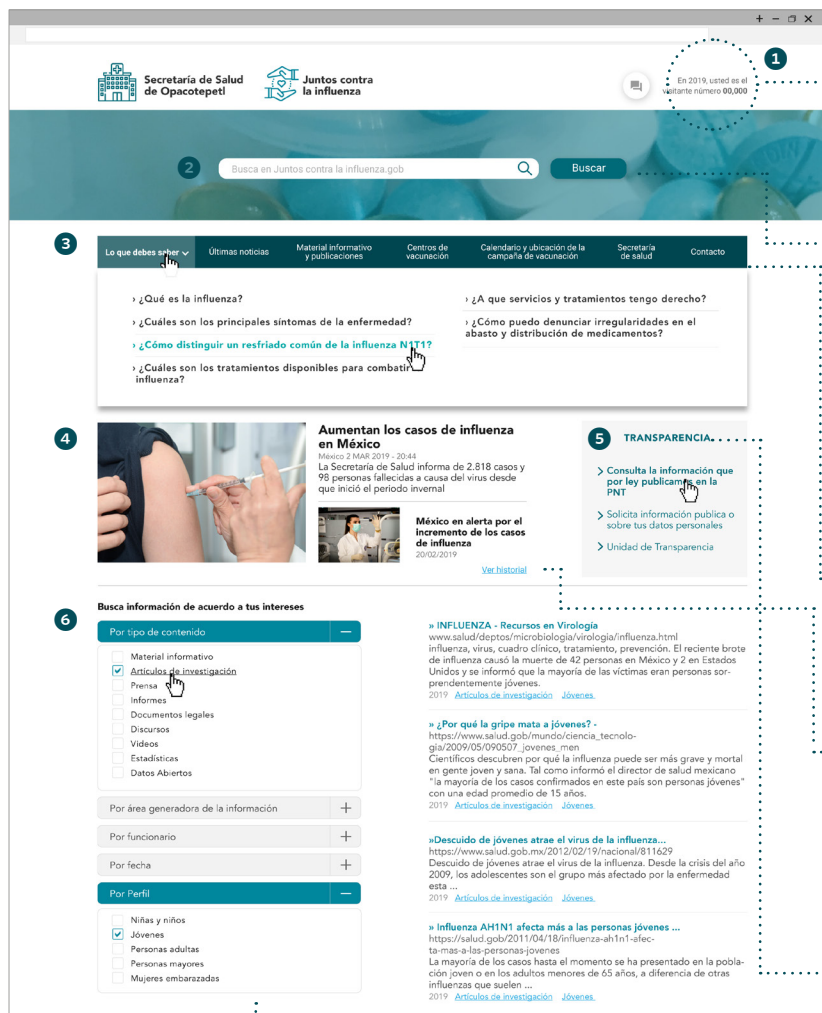 1
Secretaría de Salud
de Opacotepetl
Juntos contra
la influenza
En 2019, usted es el
visitante número 00,000
2
Busca en Juntos contra la influenza.gob
Buscar
3
Lo que debes saber
Últimas noticias
Material informativo
y publicaciones
Centros de
vacunación
Calendario y ubicación de la
campaña de vacunación
Secretaría
de salud
Contacto
› ¿Qué es la influenza?
› ¿Cuáles son los principales síntomas de la enfermedad?
› ¿Cómo distinguir un resfriado común de la influenza N1T1?
› ¿Cuáles son los tratamientos disponibles para combatir
influenza?
› ¿A que servicios y tratamientos tengo derecho?
› ¿Cómo puedo denunciar irregularidades en el
abasto y distribución de medicamentos?
4
Aumentan los casos de influenza
en México
México 2 MAR 2019 - 20:44
La Secretaría de Salud informa de 2.818 casos y
98 personas fallecidas a causa del virus desde
que inició el periodo invernal
México en alerta por el
incremento de los casos
de influenza
20/02/2019
Ver historial
5
TRANSPARENCIA
Consulta la información que
por ley publicamos en la
PNT
Solicita información publica o
sobre tus datos personales
Unidad de Transparencia
Busca información de acuerdo a tus intereses
6
Por tipo de contenido
Material informativo
Artículos de investigación
Prensa
Informes
Documentos legales
Discursos
Videos
Estadísticas
Datos Abiertos
Por área generadora de la información
Por funcionario
Por fecha
Por Perfil
Niñas y niños
Jóvenes
Personas adultas
Personas mayores
Mujeres embarazadas
» INFLUENZA - Recursos en Virología
www.salud/deptos/microbiologia/virologia/influenza.html
influenza, virus, cuadro clínico, tratamiento, prevención. El reciente brote
de influenza causó la muerte de 42 personas en México y 2 en Estados
Unidos y se informó que la mayoría de las víctimas eran personas sor-
prendentemente jóvenes.
2019 Artículos de investigación Jóvenes
» ¿Por qué la gripe mata a jóvenes? -
https://www.salud.gob/mundo/ciencia_tecnolo-
gia/2009/05/090507_jovenes_men
Científicos descubren por qué la influenza puede ser más grave y mortal
en gente joven y sana. Tal como informó el director de salud mexicano
"la mayoría de los casos confirmados en este país son personas jóvenes"
con una edad promedio de 15 años.
2019 Artículos de investigación Jóvenes
»Descuido de jóvenes atrae el virus de la influenza...
https://www.salud.gob.mx/2012/02/19/nacional/811629
Descuido de jóvenes atrae el virus de la influenza. Desde la crisis del año
2009, los adolescentes son el grupo más afectado por la enfermedad
esta ...
2019 Artículos de investigación Jóvenes
» Influenza AH1N1 afecta más a las personas jóvenes ...
https://salud.gob/2011/04/18/influenza-ah1n1-afec-
ta-mas-a-las-personas-jovenes
La mayoría de los casos hasta el momento se ha presentado en la pobla-
ción joven o en los adultos menores de 65 años, a diferencia de otras
influenzas que suelen ...
2019 Artículos de investigación Jóvenes